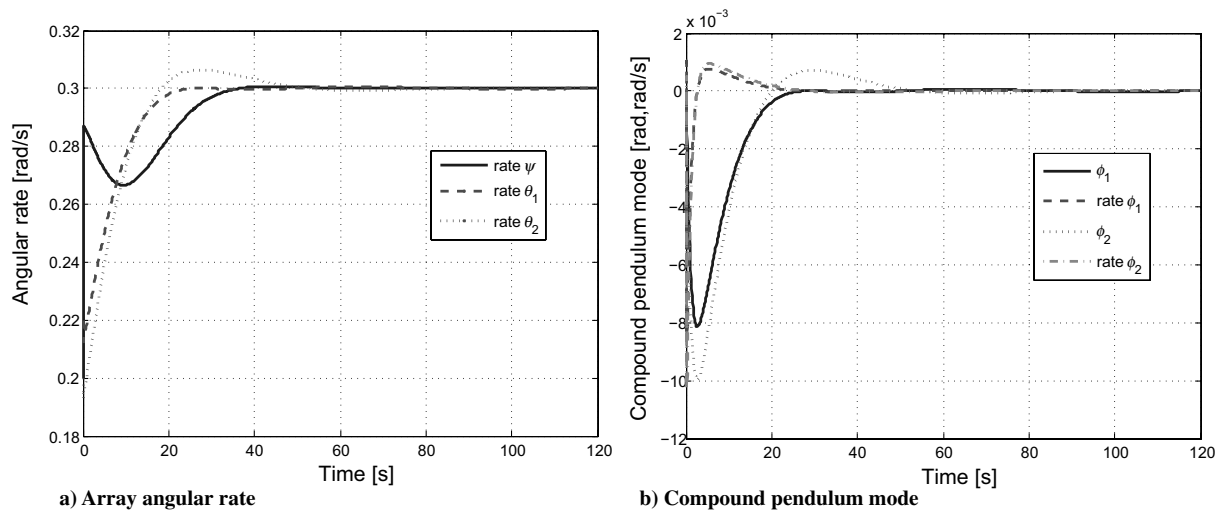 0.32
0.3
0.28
0.26
0.24
0.22
0.2
0.18
Angular rate [rad/s]
rate ψ
rate θ1
rate θ2
0 20 40 60 80 100 120
Time [s]
a) Array angular rate
x 10−3
2
0
−2
−4
−6
−8
−10
−12
Compound pendulum mode [rad,rad/s]
ϕ1
rate ϕ1
ϕ2
rate ϕ2
0 20 40 60 80 100 120
Time [s]
b) Compound pendulum mode